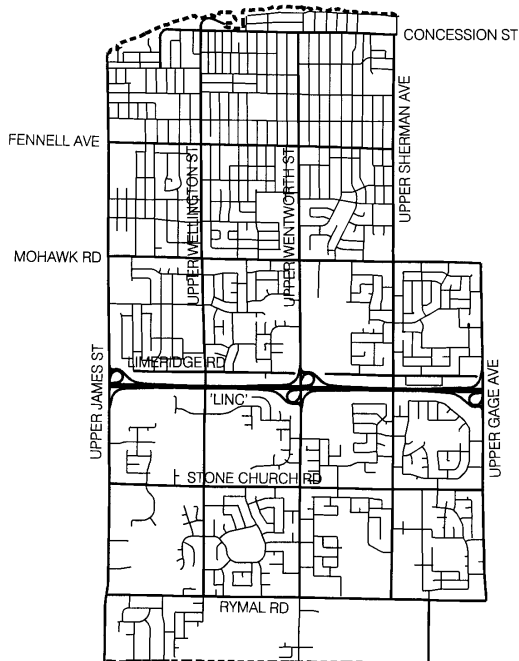 CONCESSION ST
UPPER SHERMAN AVE
FENNELL AVE
UPPER WELLINGTON ST
UPPER WENTWORTH ST
MOHAWK RD
LIMERIDGE RD
UPPER JAMES ST
'LINC'
UPPER GAGE AVE
STONE CHURCH RD
RYMAL RD